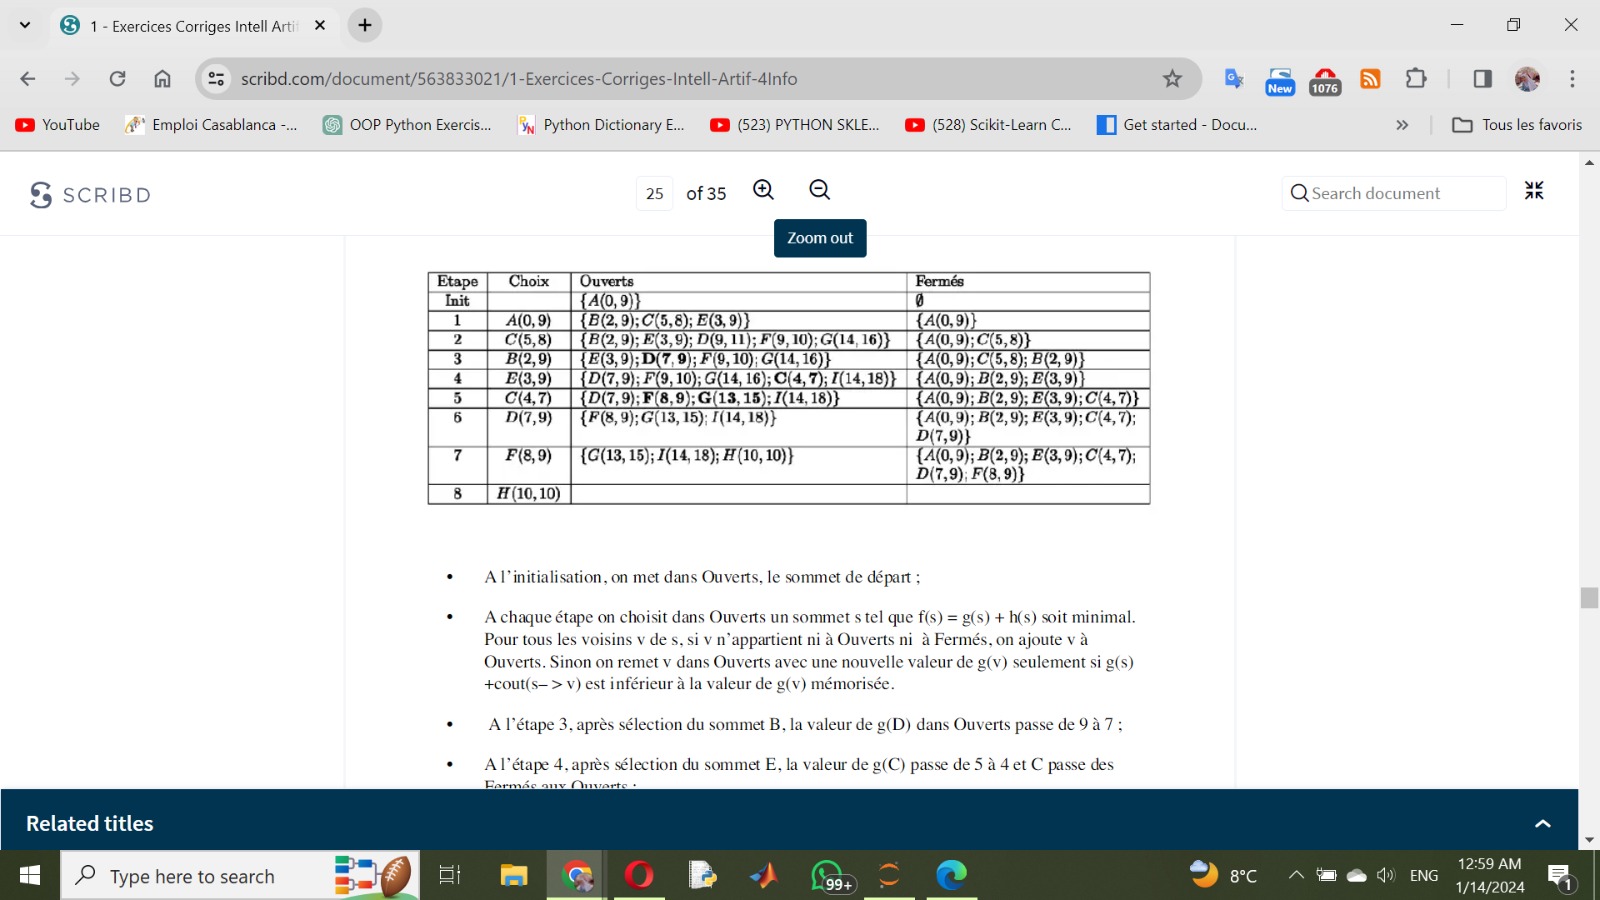 1 - Exercices Corriges Intell Artif
scribd.com/document/563833021/1-Exercices-Corriges-Intell-Artif-4Info
New
1076
YouTube
Emploi Casablanca -...
OOP Python Exercis...
Python Dictionary E...
(523) PYTHON SKLE...
(528) Scikit-Learn C...
Get started - Docu...
»
Tous les favoris
SCRIBD
25 of 35
Search document
Zoom out
Etape Choix Ouverts Fermés
Init {A(0,9)} ∅
1 A(0,9) {B(2,9); C(5,8); E(3,9)} {A(0,9)}
2 C(5,8) {B(2,9); E(3,9); D(9,11); F(9,10); G(14,16)} {A(0,9); C(5,8)}
3 B(2,9) {E(3,9); D(7,9); F(9,10); G(14,16)} {A(0,9); C(5,8); B(2,9)}
4 E(3,9) {D(7,9); F(9,10); G(14,16); C(4,7); I(14,18)} {A(0,9); B(2,9); E(3,9)}
5 C(4,7) {D(7,9); F(8,9); G(13,15); I(14,18)} {A(0,9); B(2,9); E(3,9); C(4,7)}
6 D(7,9) {F(8,9); G(13,15); I(14,18)} {A(0,9); B(2,9); E(3,9); C(4,7);
D(7,9)}
7 F(8,9) {G(13,15); I(14,18); H(10,10)} {A(0,9); B(2,9); E(3,9); C(4,7);
D(7,9); F(8,9)}
8 H(10,10)
• A l'initialisation, on met dans Ouverts, le sommet de départ ;
• A chaque étape on choisit dans Ouverts un sommet s tel que f(s) = g(s) + h(s) soit minimal.
Pour tous les voisins v de s, si v n'appartient ni à Ouverts ni à Fermés, on ajoute v à
Ouverts. Sinon on remet v dans Ouverts avec une nouvelle valeur de g(v) seulement si g(s)
+cout(s– > v) est inférieur à la valeur de g(v) mémorisée.
• A l'étape 3, après sélection du sommet B, la valeur de g(D) dans Ouverts passe de 9 à 7 ;
• A l'étape 4, après sélection du sommet E, la valeur de g(C) passe de 5 à 4 et C passe des
Fermés aux Ouverts ;
Related titles
Type here to search
99+
8°C
ENG
12:59 AM
1/14/2024
1